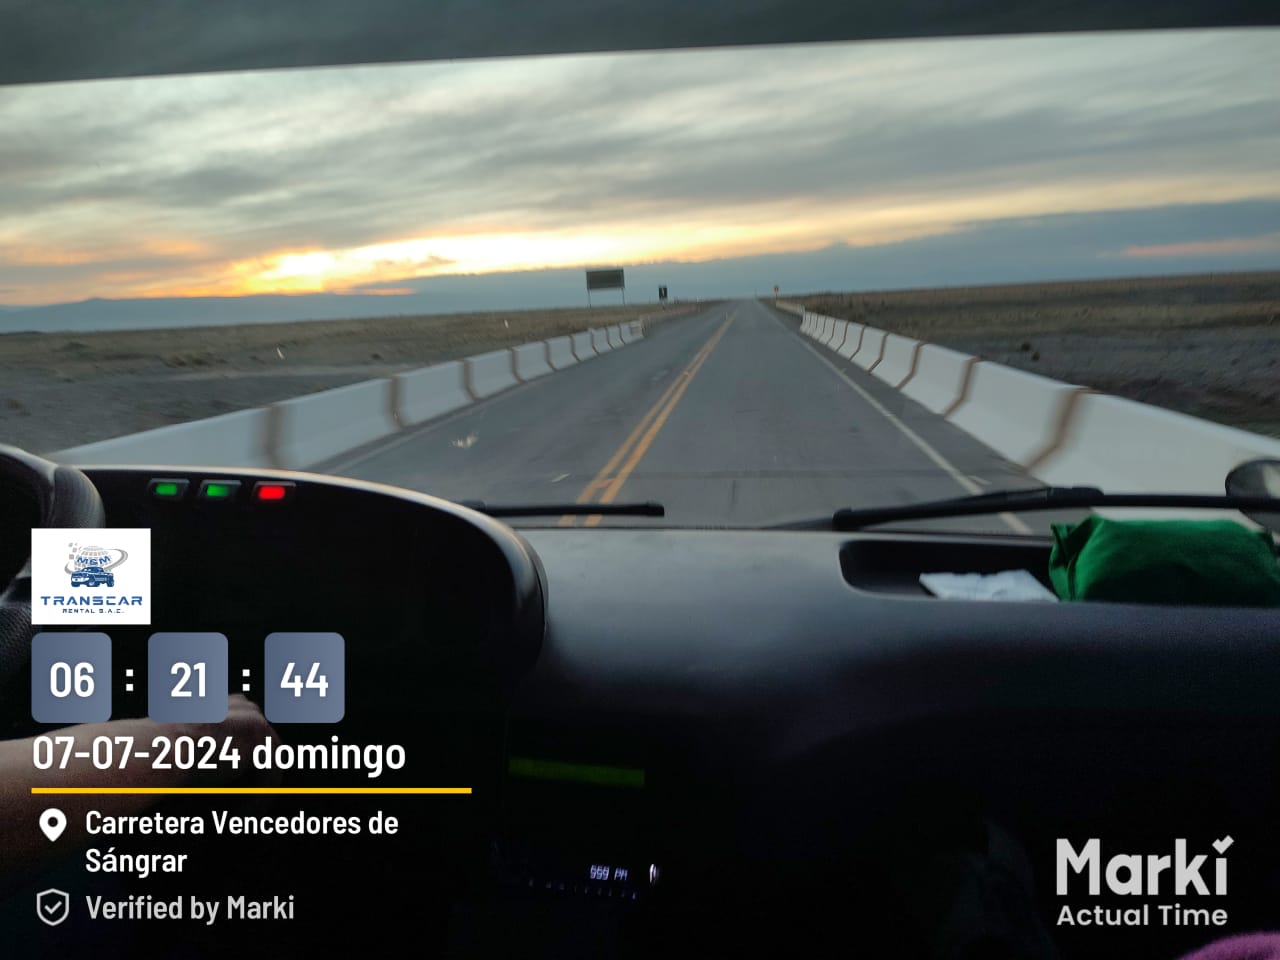 MGM
TRANSCAR
RENTAL S.A.C.
06 : 21 : 44
07-07-2024 domingo
Carretera Vencedores de
Sángrar
Verified by Marki
Marki
Actual Time